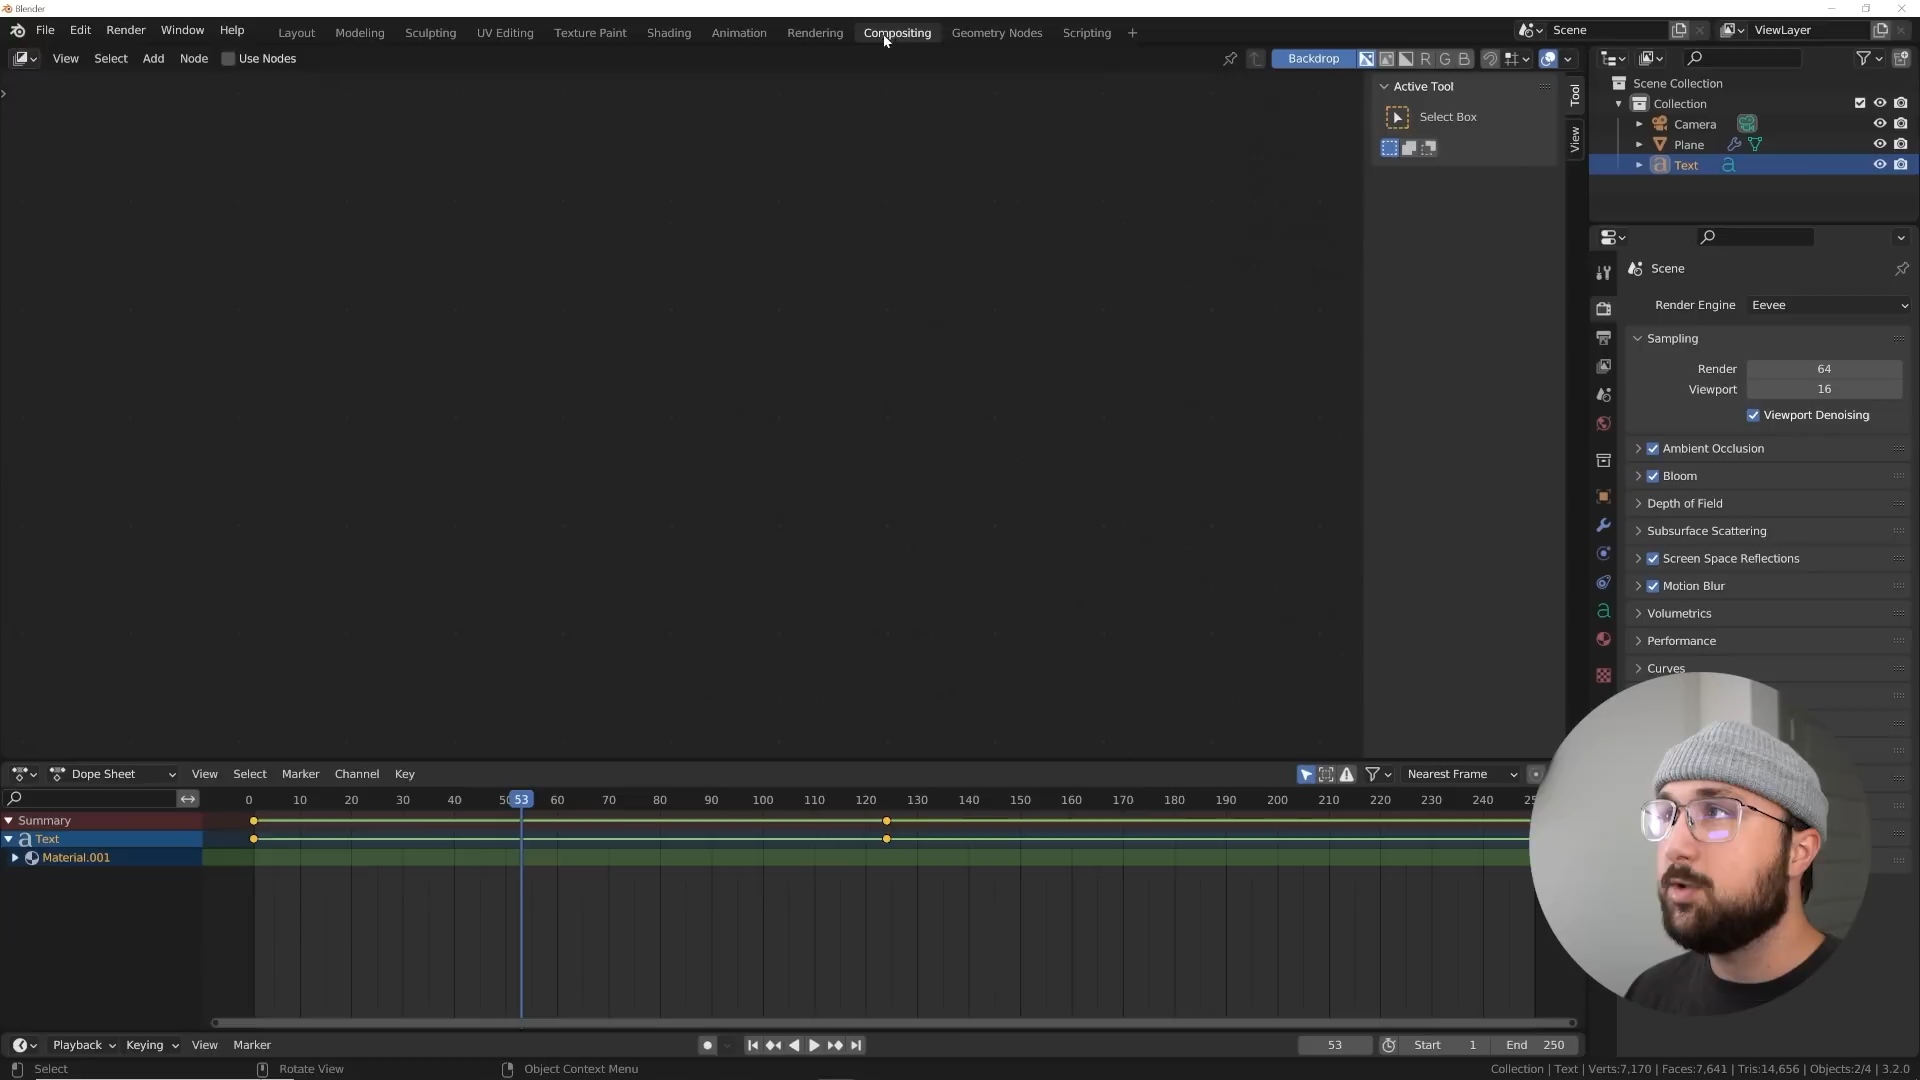 Blender
File Edit Render Window Help Layout Modeling Sculpting UV Editing Texture Paint Shading Animation Rendering Compositing Geometry Nodes Scripting + Scene ViewLayer
View Select Add Node Use Nodes Backdrop R G B
Active Tool
Select Box
Tool
View
Scene Collection
Collection
Camera
Plane
Text
Scene
Render Engine Eevee
Sampling
Render 64
Viewport 16
Viewport Denoising
Ambient Occlusion
Bloom
Depth of Field
Subsurface Scattering
Screen Space Reflections
Motion Blur
Volumetrics
Performance
Curves
Dope Sheet View Select Marker Channel Key Nearest Frame
0 10 20 30 40 53 60 70 80 90 100 110 120 130 140 150 160 170 180 190 200 210 220 230 240
Summary
Text
Material.001
Playback Keying View Marker 53 Start 1 End 250
Select Rotate View Object Context Menu Collection | Text | Verts:7,170 | Faces:7,641 | Tris:14,656 | Objects:2/4 | 3.2.0